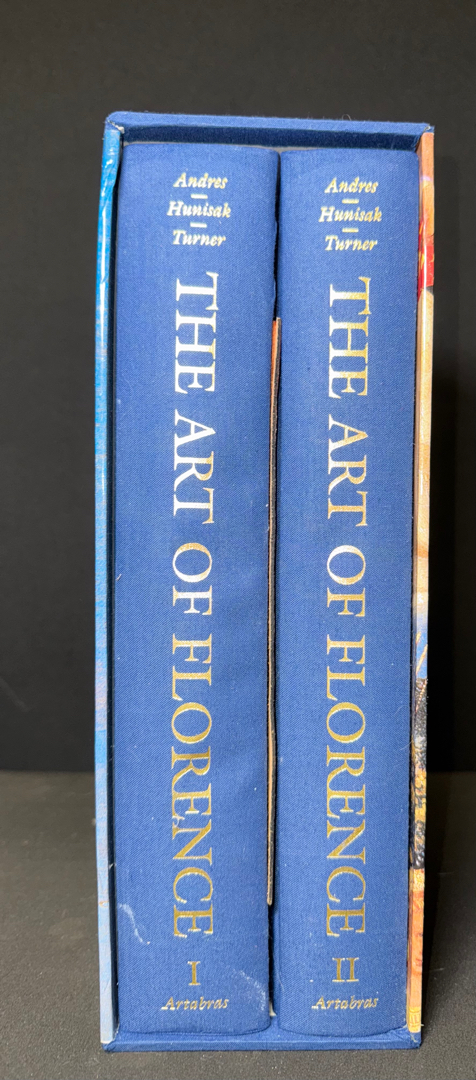 Andres
Hunisak
Turner
THE ART OF FLORENCE
I
Artabras
Andres
Hunisak
Turner
THE ART OF FLORENCE
II
Artabras